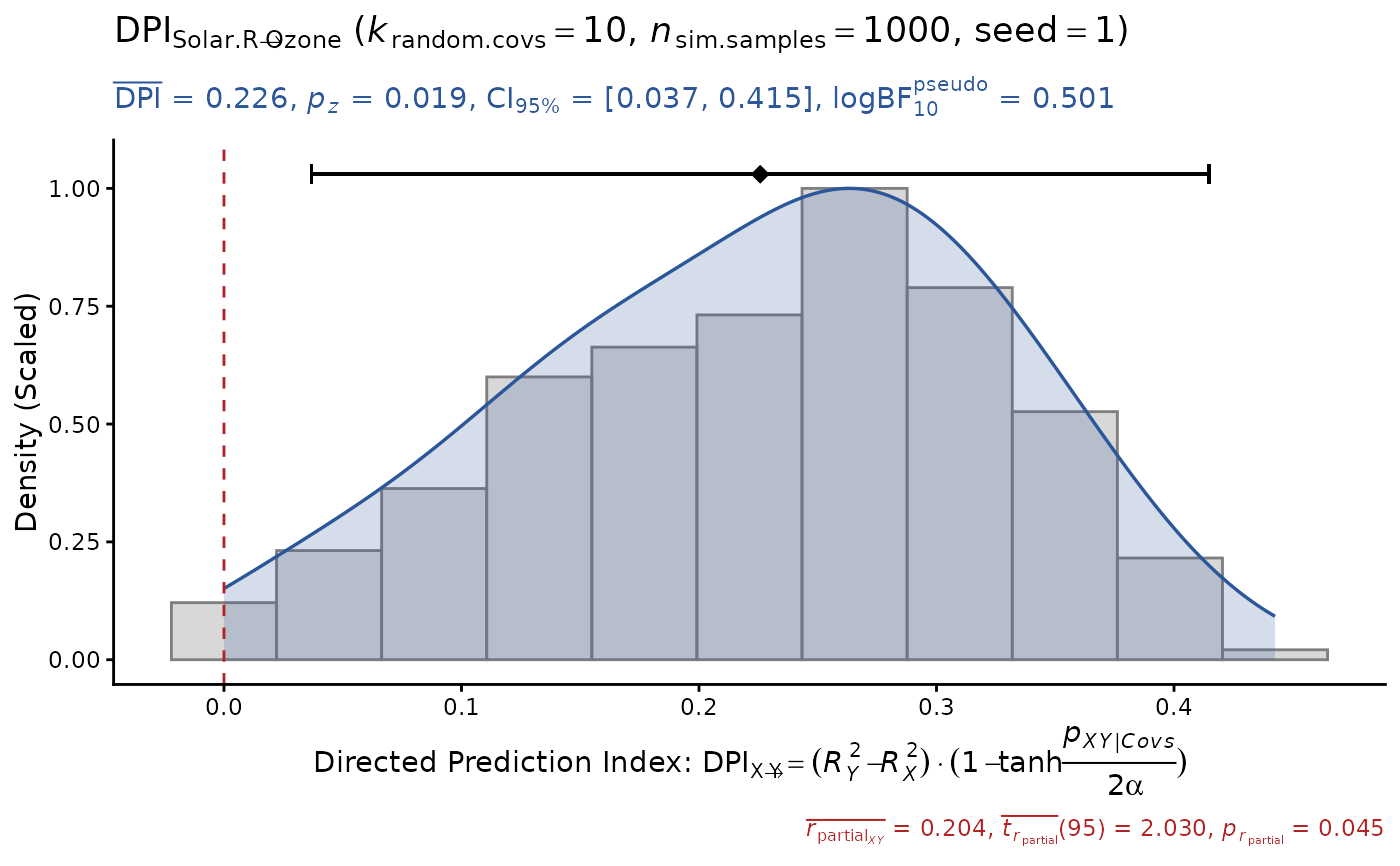 DPI Solar.R→Ozone (k random.covs = 10, n sim.samples = 1000, seed = 1)
DPI = 0.226, p z = 0.019, CI 95% = [0.037, 0.415], logBF 10 pseudo = 0.501
1.00
0.75
0.50
0.25
0.00
Density (Scaled)
0.0 0.1 0.2 0.3 0.4
Directed Prediction Index: DPI X→Y = (R Y 2 − R X 2) · (1 − tanh p XY|Covs / 2α)
r partial XY = 0.204, t r partial (95) = 2.030, p r partial = 0.045